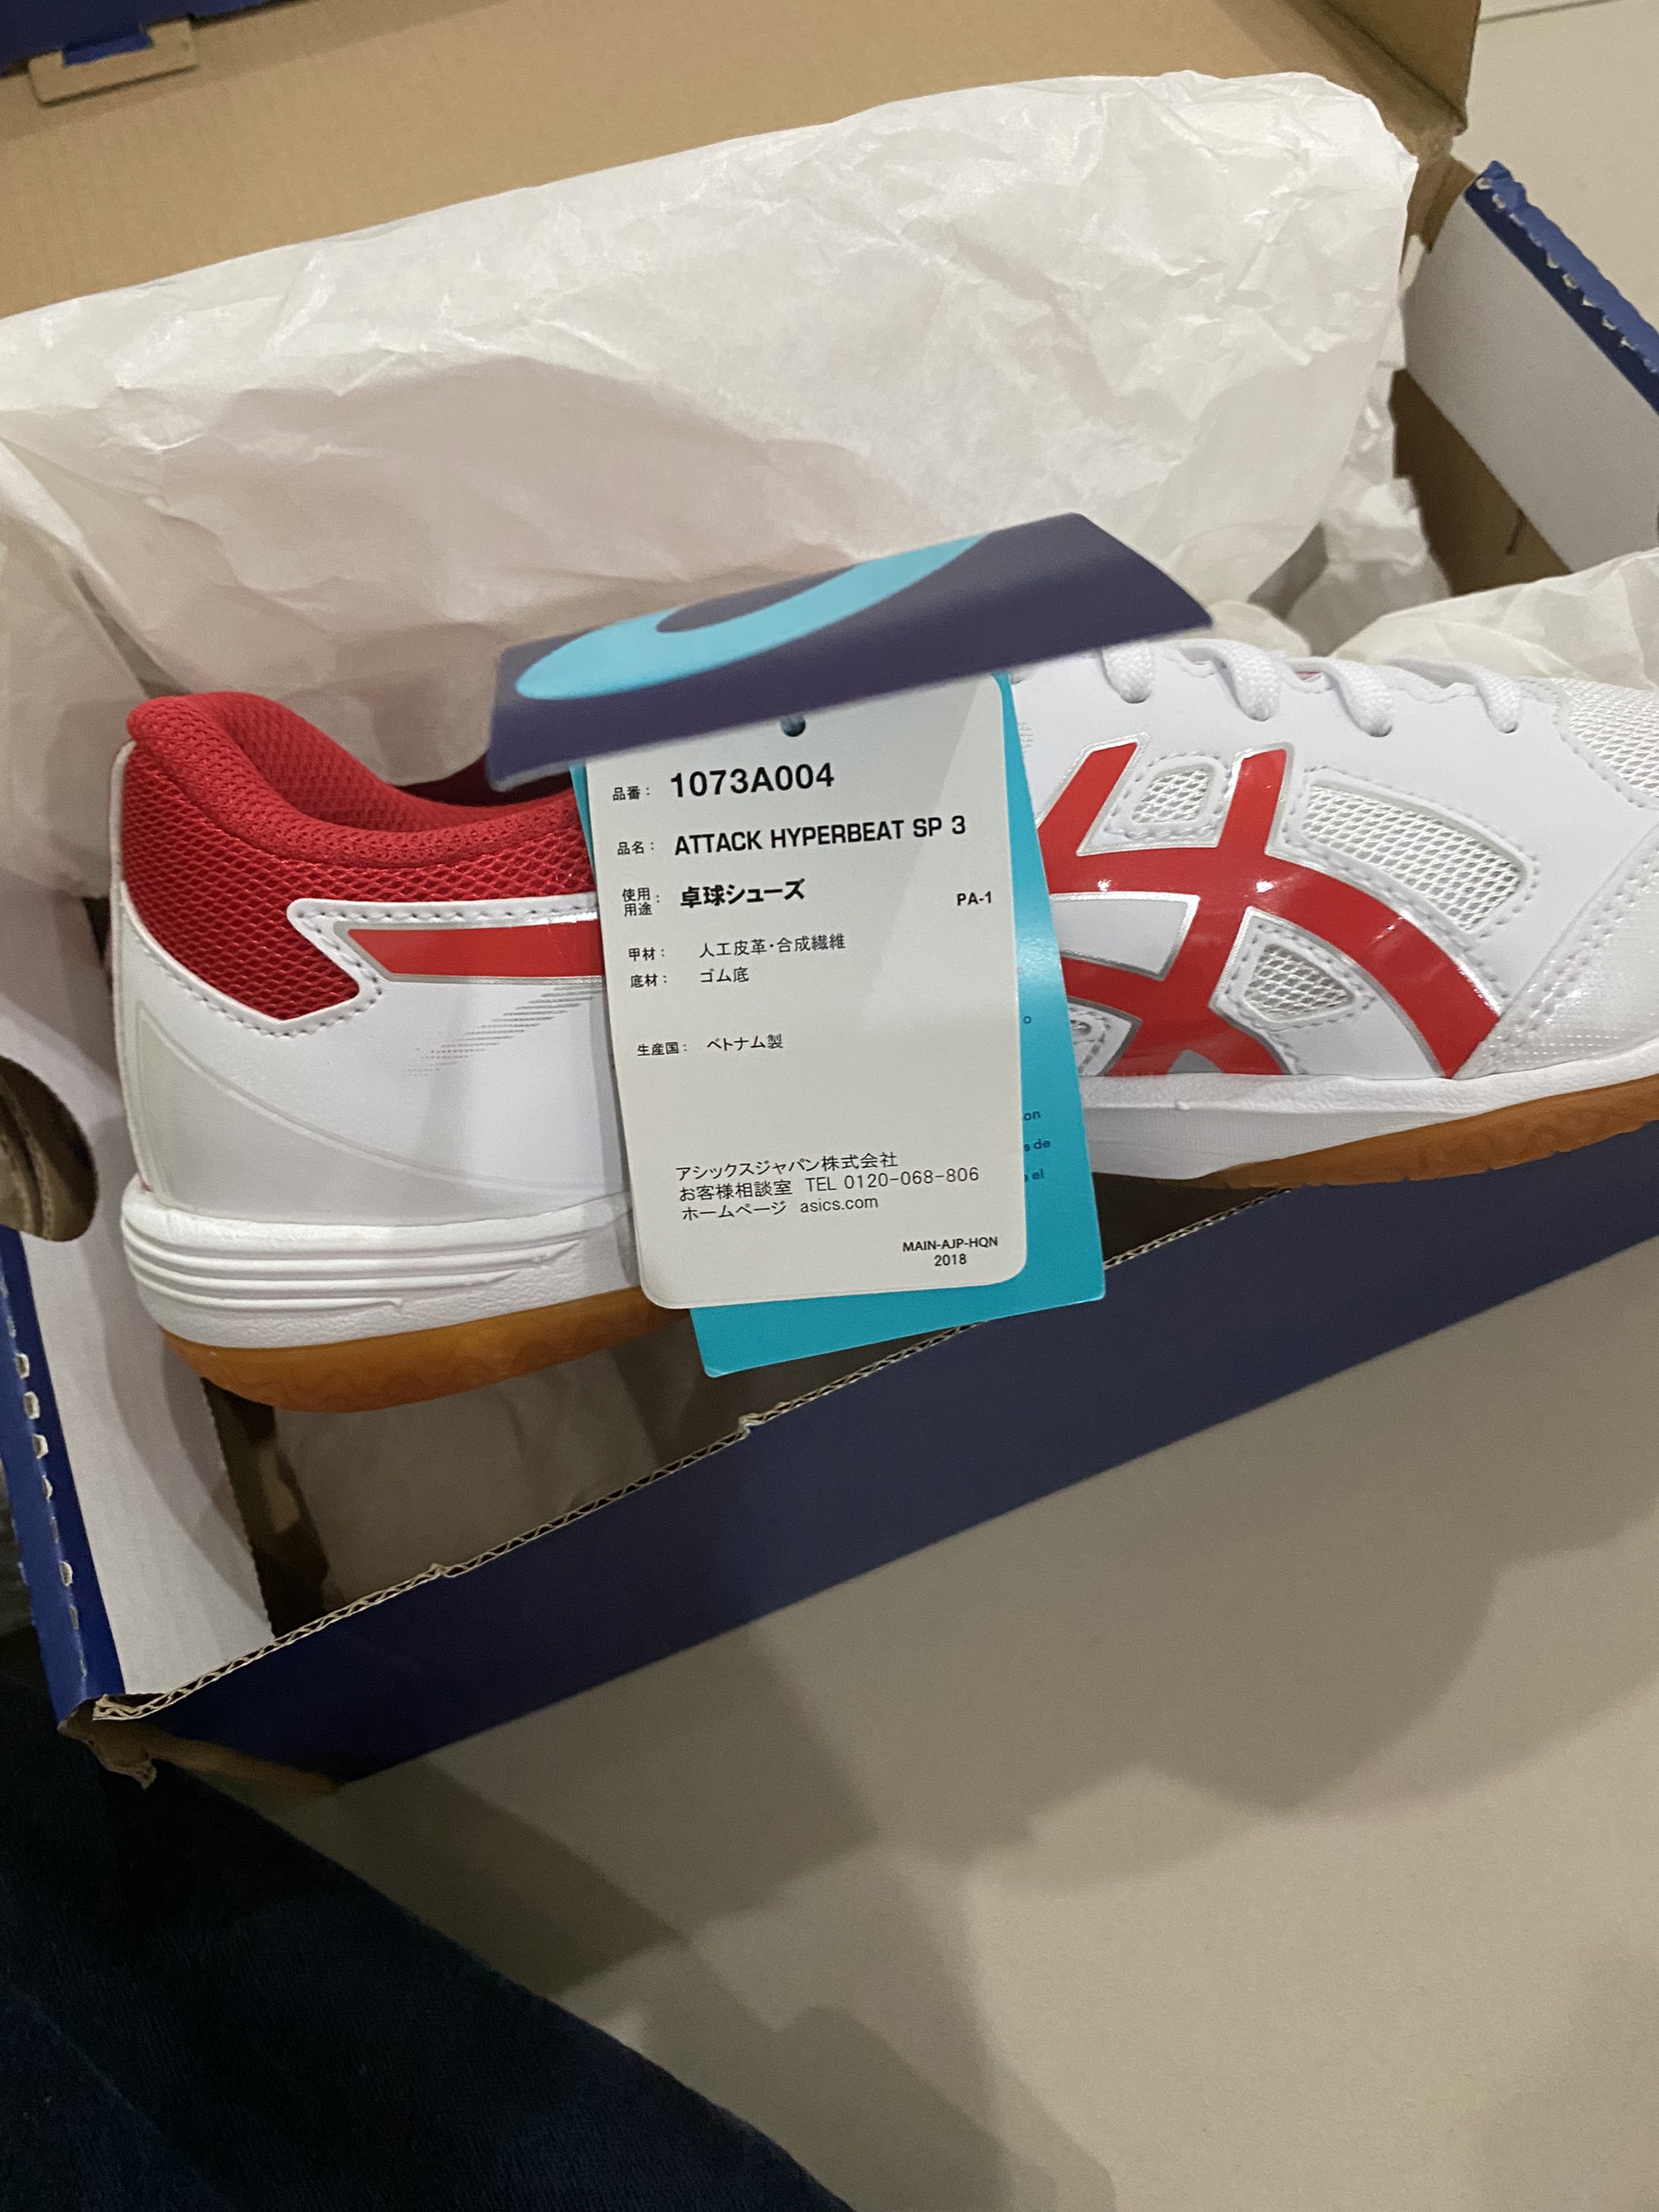 品番： 1073A004
品名： ATTACK HYPERBEAT SP 3
使用用途： 卓球シューズ PA-1
甲材： 人工皮革・合成繊維
底材： ゴム底
生産国： ベトナム製
アシックスジャパン株式会社
お客様相談室 TEL 0120-068-806
ホームページ asics.com
MAIN-AJP-HQN
2018
on
s de
el